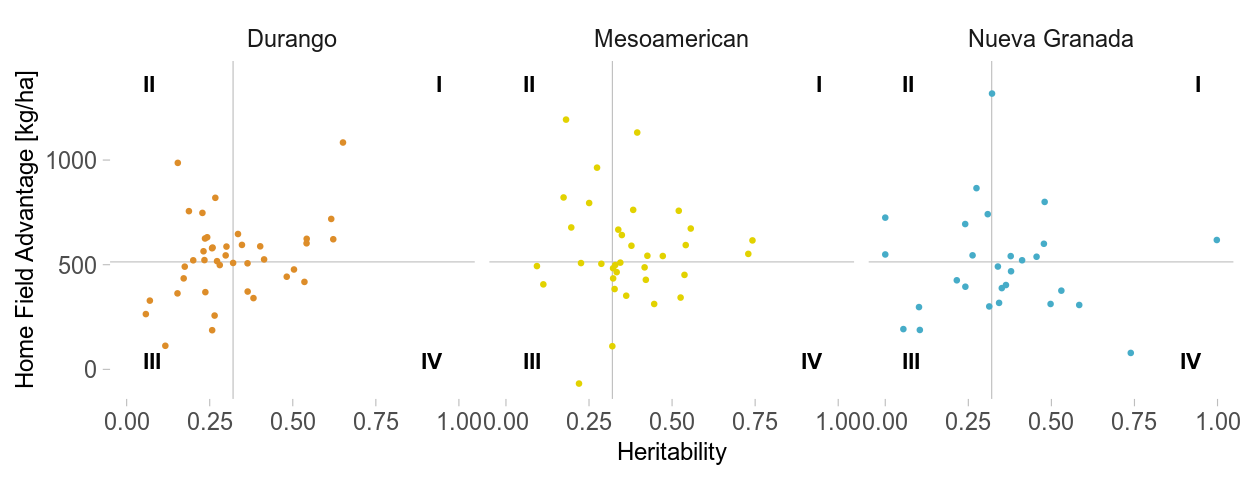 Durango Mesoamerican Nueva Granada
II I II I II I
Home Field Advantage [kg/ha]
1000
500
0
III IV III IV III IV
0.00 0.25 0.50 0.75 1.00 0.00 0.25 0.50 0.75 1.00 0.00 0.25 0.50 0.75 1.00
Heritability